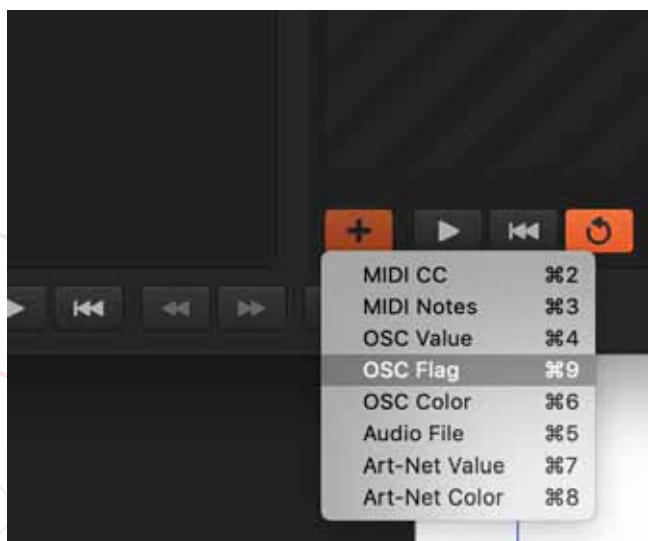 MIDI CC ⌘2
MIDI Notes ⌘3
OSC Value ⌘4
OSC Flag ⌘9
OSC Color ⌘6
Audio File ⌘5
Art-Net Value ⌘7
Art-Net Color ⌘8